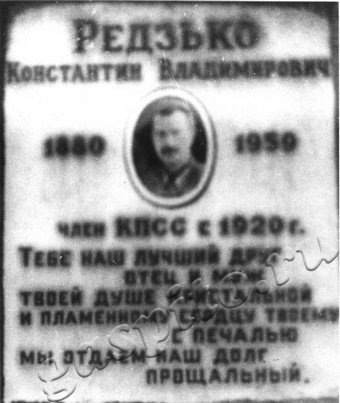 РЕДЗЬКО
КОНСТАНТИН ВЛАДИМИРОВИЧ
1880 1959
ЧЛЕН КПСС С 1920 г.
ТЕБЕ НАШ ЛУЧШИЙ ДРУГ
ОТЕЦ И МУЖ
ТВОЕЙ ДУШЕ КРИСТАЛЬНОЙ
И ПЛАМЕННОМУ СЕРДЦУ ТВОЕМУ
С ПЕЧАЛЬЮ
МЫ ОТДАЕМ НАШ ДОЛГ
ПРОЩАЛЬНЫЙ.